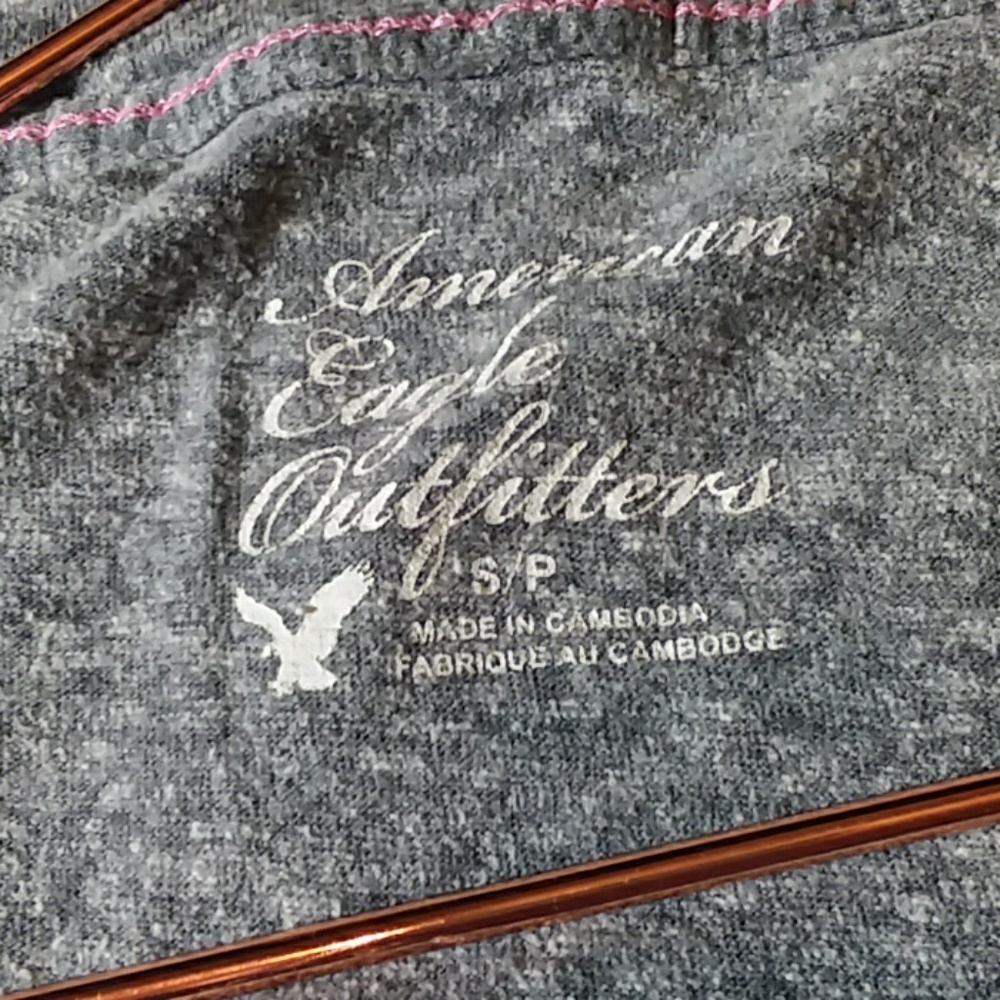 American
Eagle
Outfitters
S/P
MADE IN CAMBODIA
FABRIQUE AU CAMBODGE